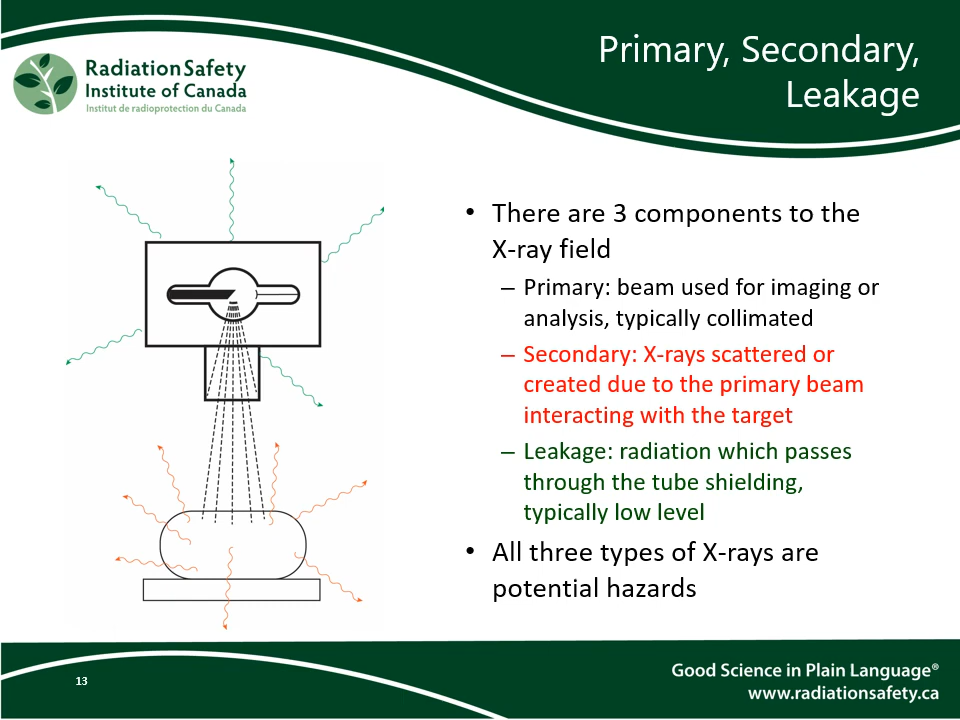 Primary, Secondary,
Leakage
Radiation Safety
Institute of Canada
Institut de radioprotection du Canada
• There are 3 components to the
X-ray field
– Primary: beam used for imaging or
analysis, typically collimated
– Secondary: X-rays scattered or
created due to the primary beam
interacting with the target
– Leakage: radiation which passes
through the tube shielding,
typically low level
• All three types of X-rays are
potential hazards
13
Good Science in Plain Language®
www.radiationsafety.ca